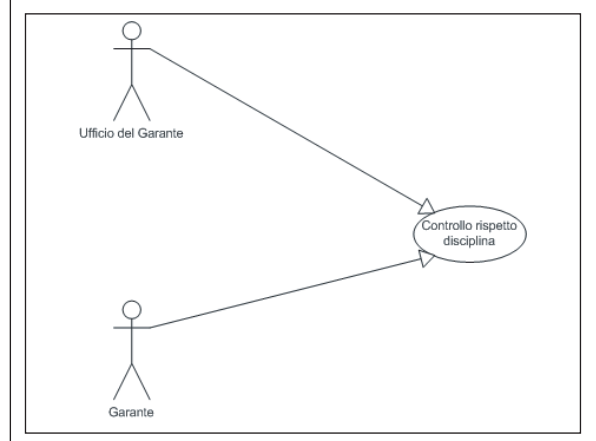 Ufficio del Garante
Controllo rispetto
disciplina
Garante